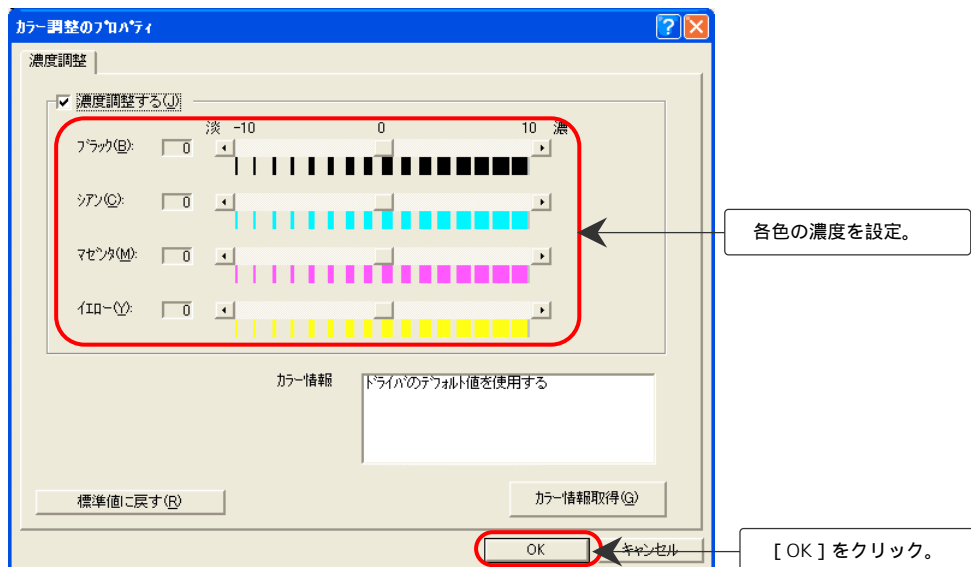 カラー調整のプロパティ
濃度調整
濃度調整する(J)
淡 -10 0 10 濃
ブラック(B): 0
シアン(C): 0
マゼンタ(M): 0
イエロー(Y): 0
各色の濃度を設定。
カラー情報 ドライバのデフォルト値を使用する
標準値に戻す(R) カラー情報取得(G)
OK キャンセル
[ OK ] をクリック。